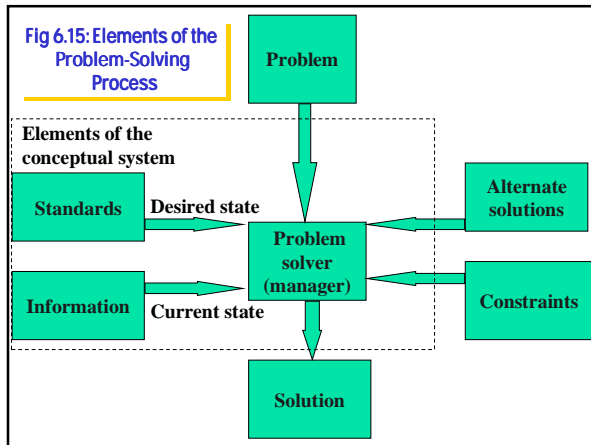 Fig 6.15: Elements of the
Problem-Solving
Process
Problem
Elements of the
conceptual system
Standards
Desired state
Alternate
solutions
Problem
solver
(manager)
Information
Current state
Constraints
Solution